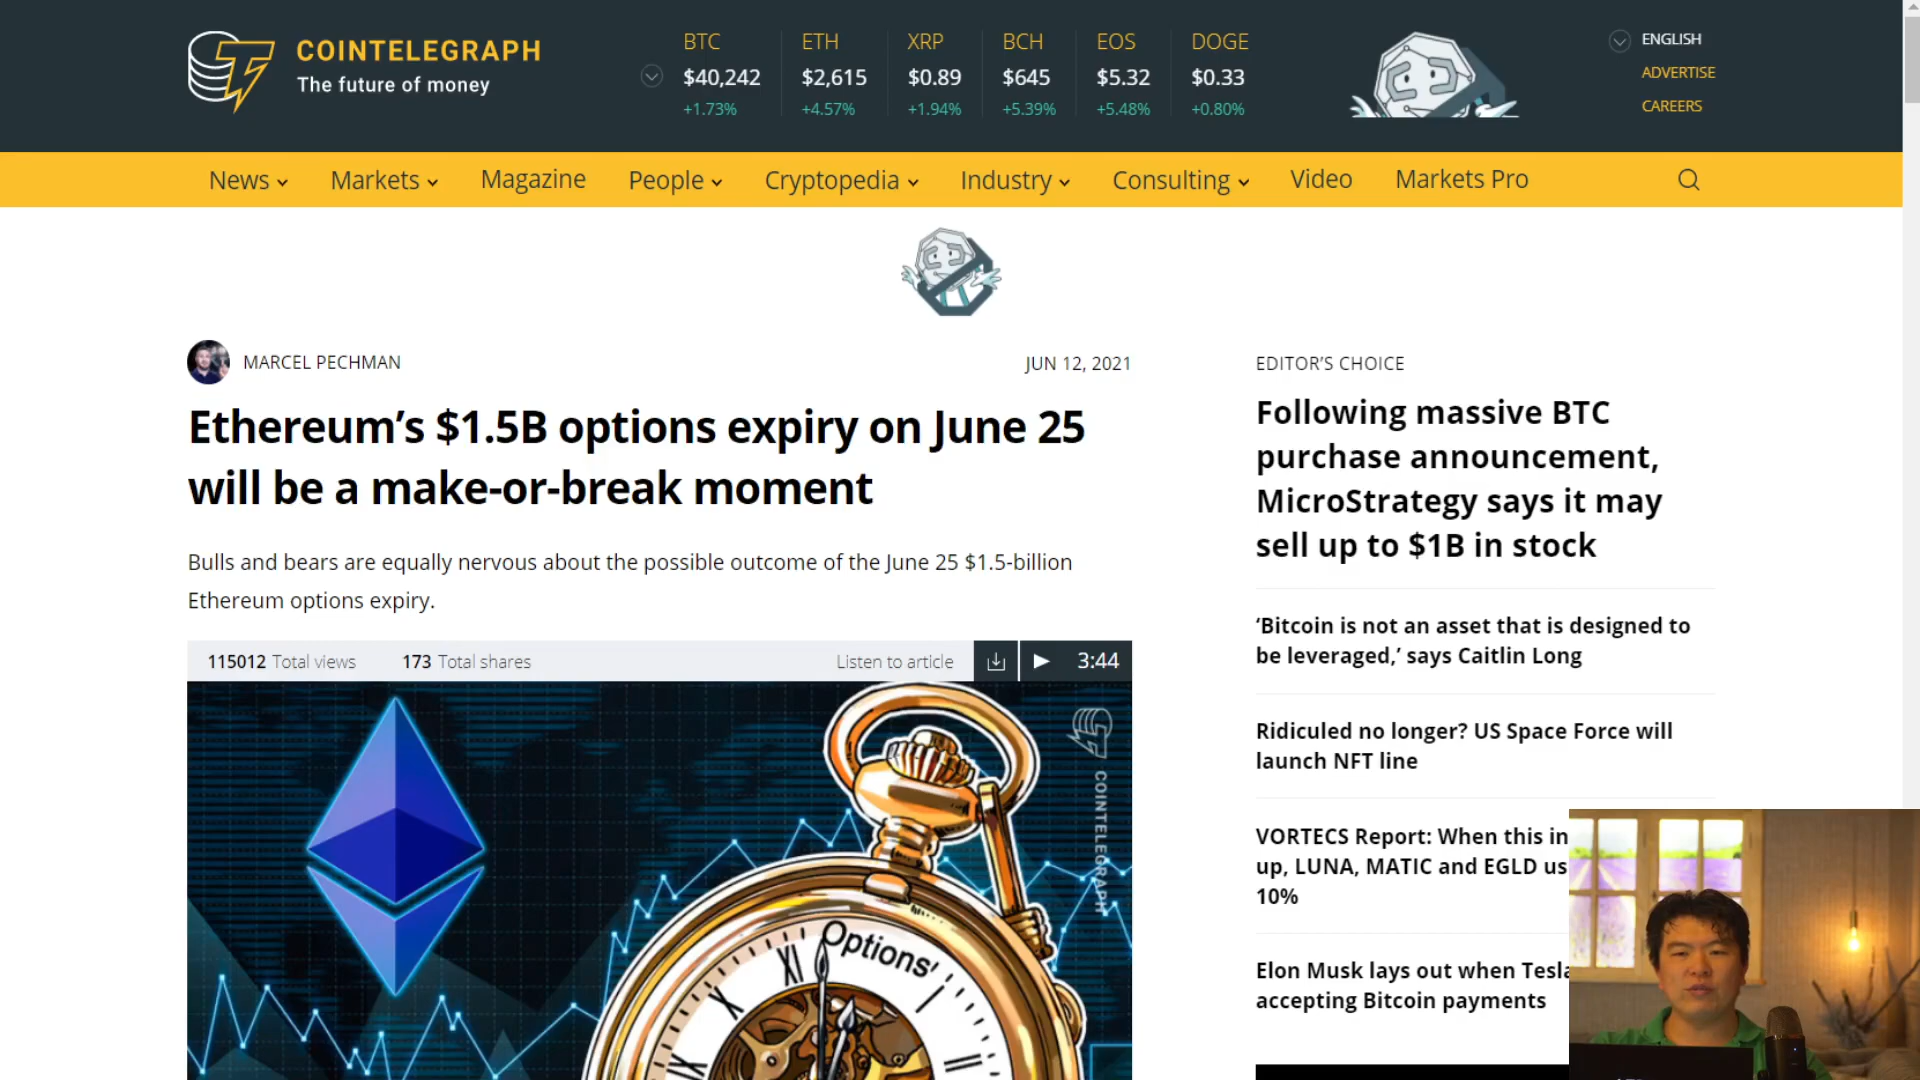 COINTELEGRAPH
The future of money
BTC
$40,242
+1.73%
ETH
$2,615
+4.57%
XRP
$0.89
+1.94%
BCH
$645
+5.39%
EOS
$5.32
+5.48%
DOGE
$0.33
+0.80%
ENGLISH
ADVERTISE
CAREERS
News
Markets
Magazine
People
Cryptopedia
Industry
Consulting
Video
Markets Pro
MARCEL PECHMAN
JUN 12, 2021
Ethereum’s $1.5B options expiry on June 25
will be a make-or-break moment
Bulls and bears are equally nervous about the possible outcome of the June 25 $1.5-billion
Ethereum options expiry.
115012 Total views
173 Total shares
Listen to article
3:44
COINTELEGRAPH
Options'
XI
X
IX
I
II
EDITOR’S CHOICE
Following massive BTC
purchase announcement,
MicroStrategy says it may
sell up to $1B in stock
‘Bitcoin is not an asset that is designed to
be leveraged,’ says Caitlin Long
Ridiculed no longer? US Space Force will
launch NFT line
VORTECS Report: When this in
up, LUNA, MATIC and EGLD us
10%
Elon Musk lays out when Tesla
accepting Bitcoin payments